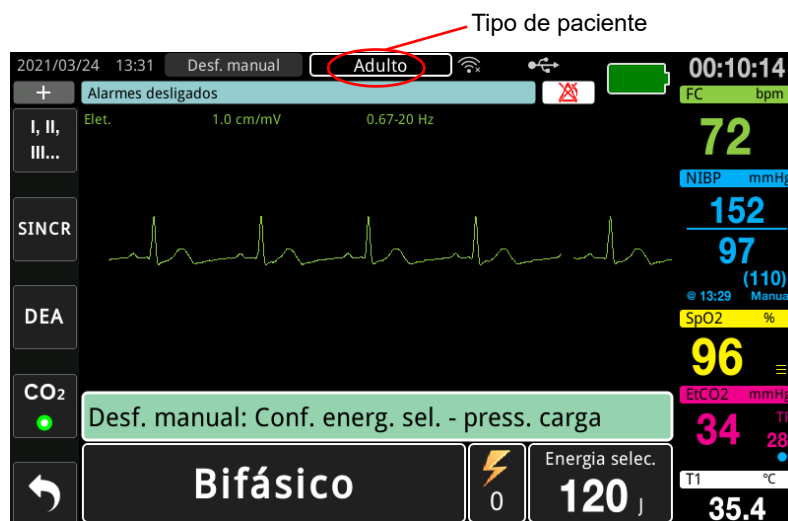 Tipo de paciente
2021/03/24 13:31 Desf. manual Adulto 00:10:14
+ Alarmes desligados
FC bpm
72
I, II, III...
Elet. 1.0 cm/mV 0.67-20 Hz
NIBP mmHg
152
97
(110)
@ 13:29 Manua
SINCR
DEA
SpO2 %
96
CO2
EtCO2 mmHg
34
28
Desf. manual: Conf. energ. sel. - press. carga
Bifásico
0
Energia selec.
120 J
T1 °C
35.4